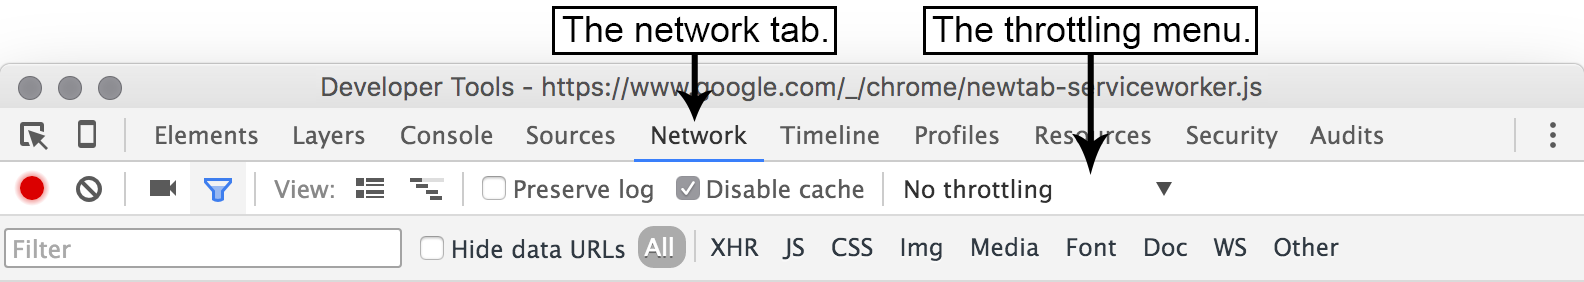 The network tab. The throttling menu.
Developer Tools - https://www.google.com/_/chrome/newtab-serviceworker.js
Elements Layers Console Sources Network Timeline Profiles Resources Security Audits
View: Preserve log Disable cache No throttling
Filter Hide data URLs All XHR JS CSS Img Media Font Doc WS Other